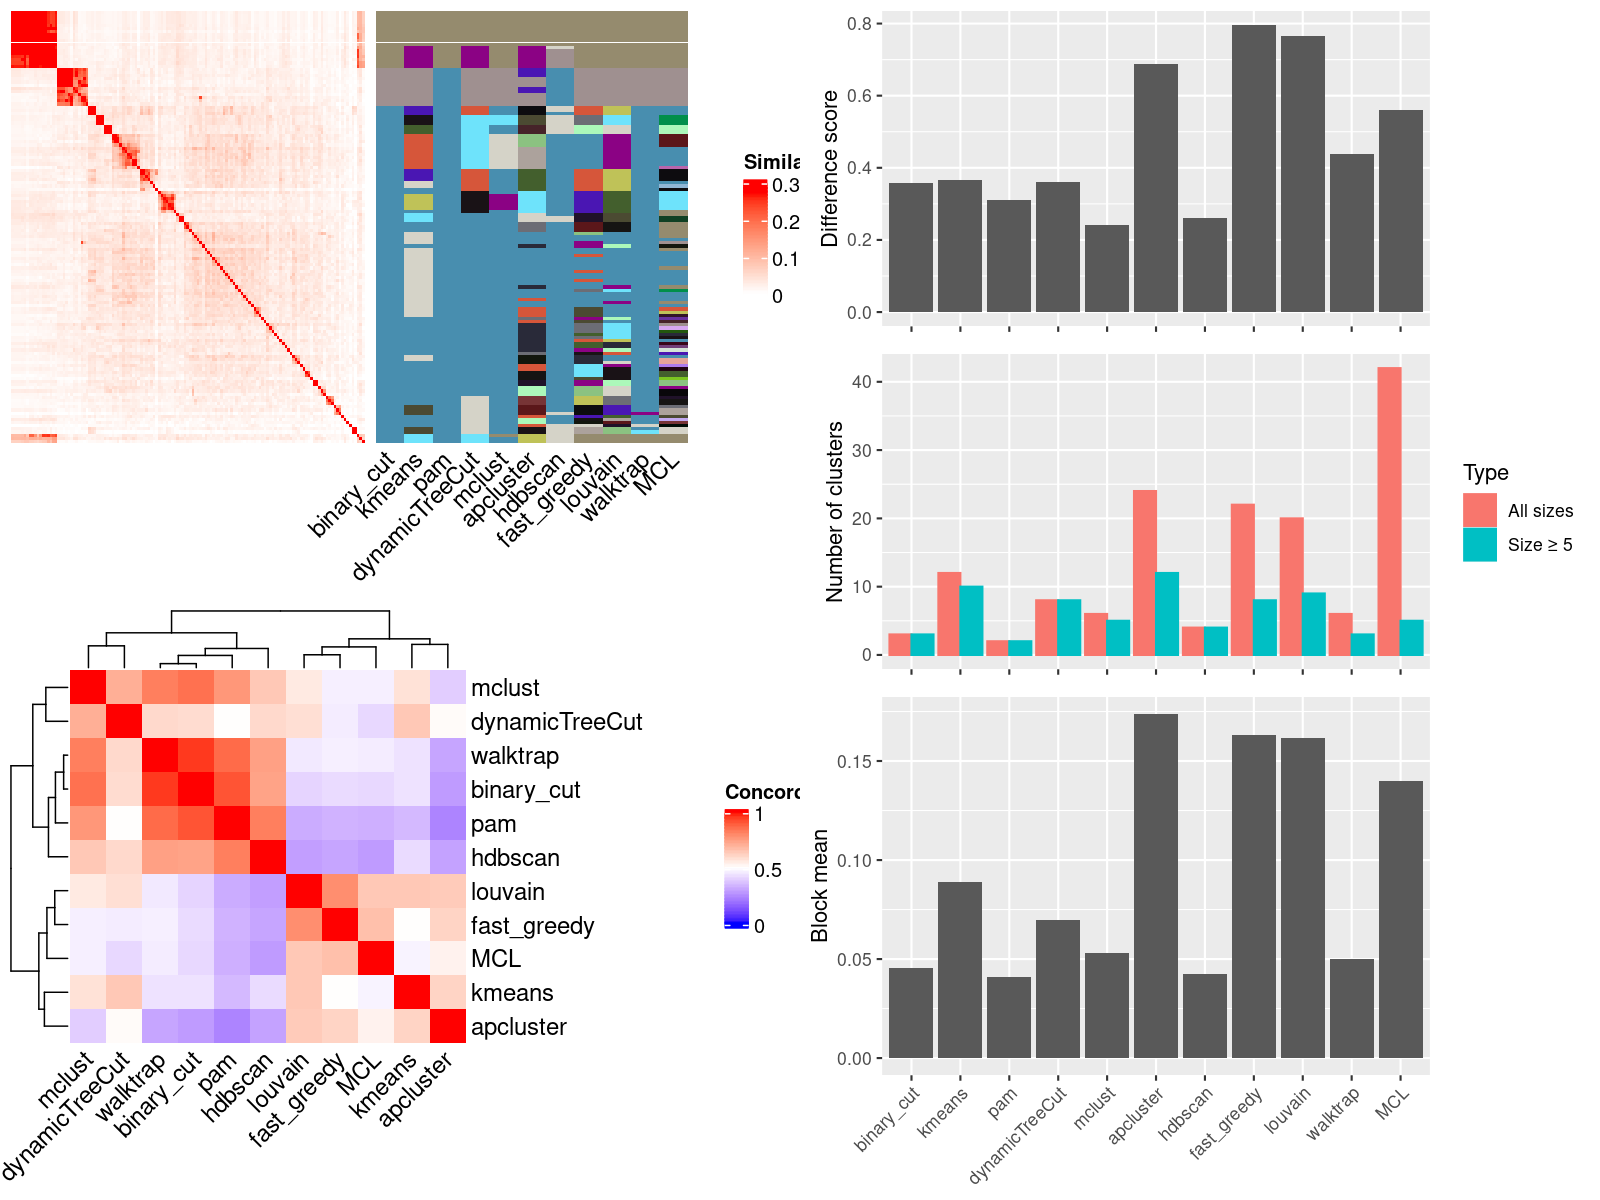 Simila
0.3
0.2
0.1
0
binary_cut
kmeans
pam
dynamicTreeCut
mclust
apcluster
hdbscan
fast_greedy
louvain
walktrap
MCL
mclust
dynamicTreeCut
walktrap
binary_cut
pam
hdbscan
louvain
fast_greedy
MCL
kmeans
apcluster
mclust
dynamicTreeCut
walktrap
binary_cut
pam
hdbscan
louvain
fast_greedy
MCL
kmeans
apcluster
Concord
1
0.5
0
Difference score
0.8
0.6
0.4
0.2
0.0
Number of clusters
40
30
20
10
0
Type
All sizes
Size ≥ 5
Block mean
0.15
0.10
0.05
0.00
binary_cut
kmeans
pam
dynamicTreeCut
mclust
apcluster
hdbscan
fast_greedy
louvain
walktrap
MCL